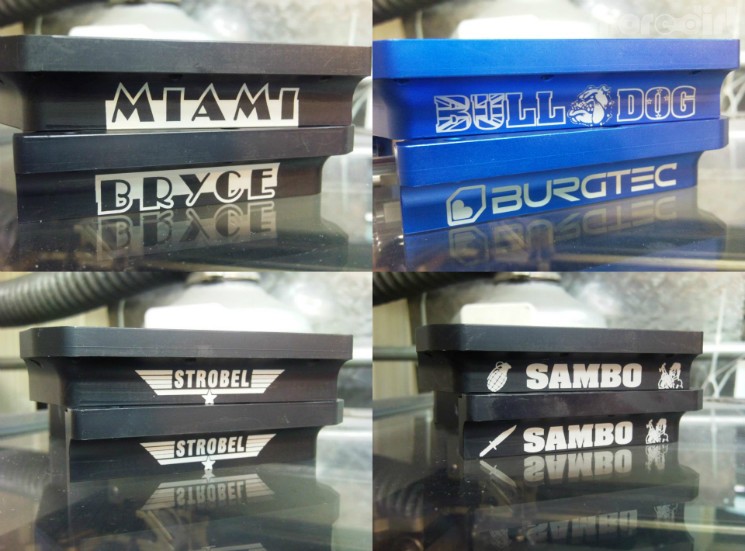 MIAMI
BRYCE
BULL DOG
BURGTEC
STROBEL
STROBEL
SAMBO
SAMBO